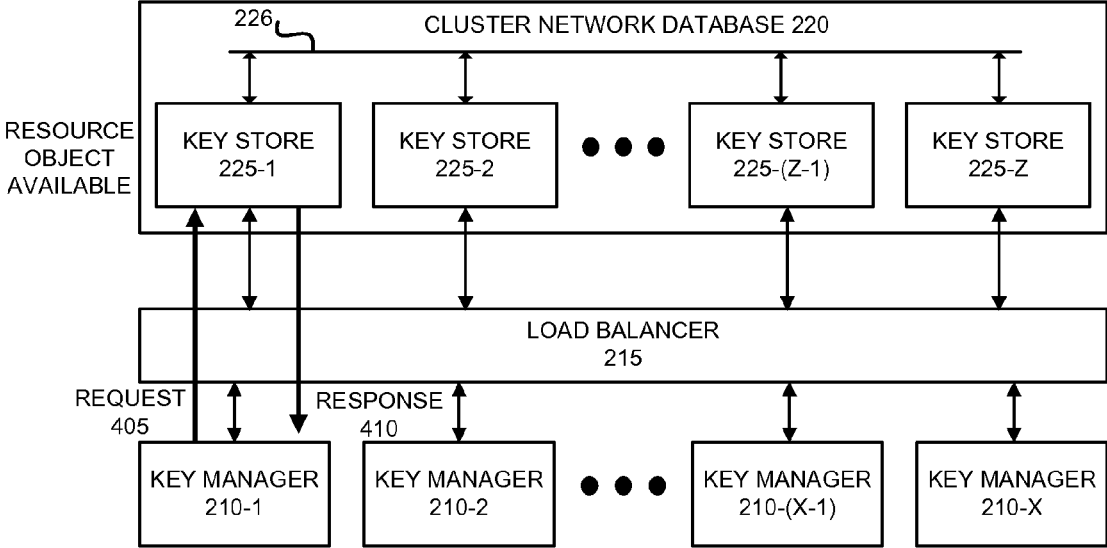 226
CLUSTER NETWORK DATABASE 220
RESOURCE
OBJECT
AVAILABLE
KEY STORE
225-1
KEY STORE
225-2
KEY STORE
225-(Z-1)
KEY STORE
225-Z
LOAD BALANCER
215
REQUEST
405
RESPONSE
410
KEY MANAGER
210-1
KEY MANAGER
210-2
KEY MANAGER
210-(X-1)
KEY MANAGER
210-X